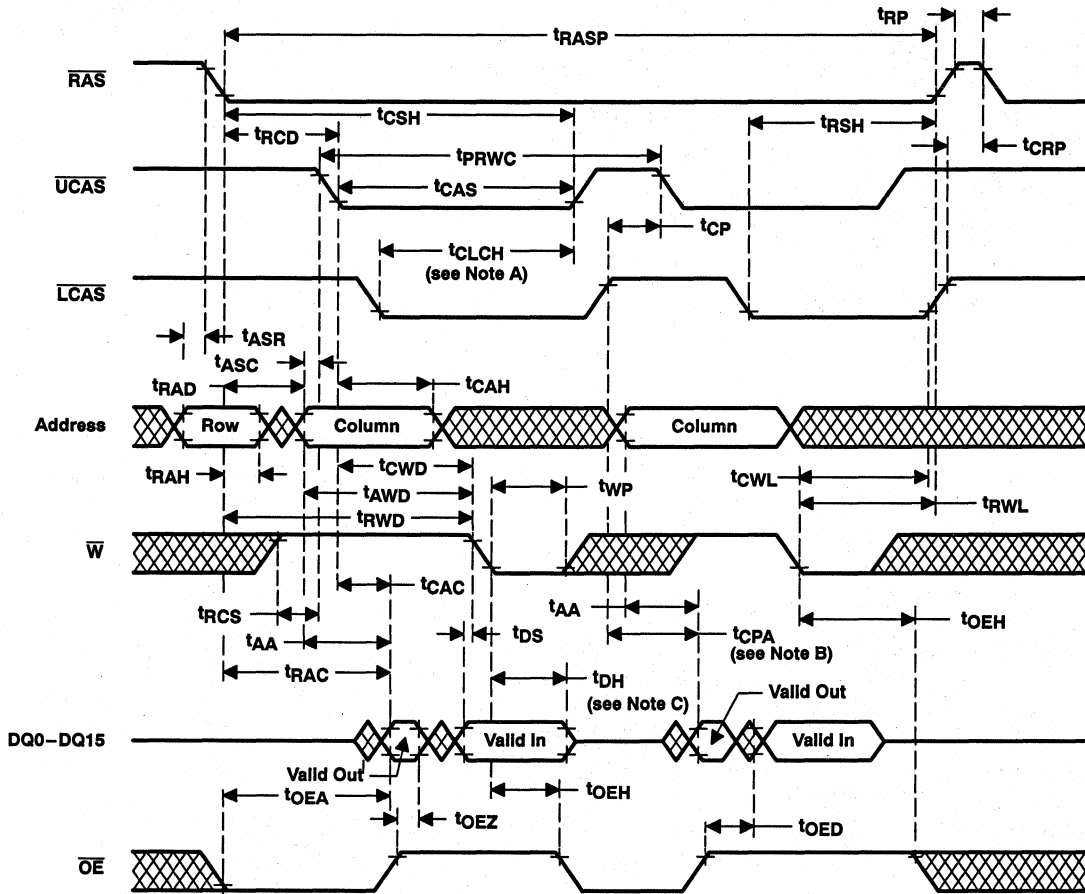 tRP
tRASP
RAS
tCSH
tRCD
tRSH
tCRP
tPRWC
UCAS
tCAS
tCP
tCLCH
(see Note A)
LCAS
tASR
tASC
tRAD
tCAH
Address
Row
Column
Column
tRAH
tCWD
tWP
tCWL
tAWD
tRWL
tRWD
W
tCAC
tRCS
tAA
tDS
tAA
tCPA
(see Note B)
tOEH
tRAC
tDH
(see Note C)
Valid Out
DQ0–DQ15
Valid In
Valid In
Valid Out
tOEA
tOEH
tOEZ
tOED
OE